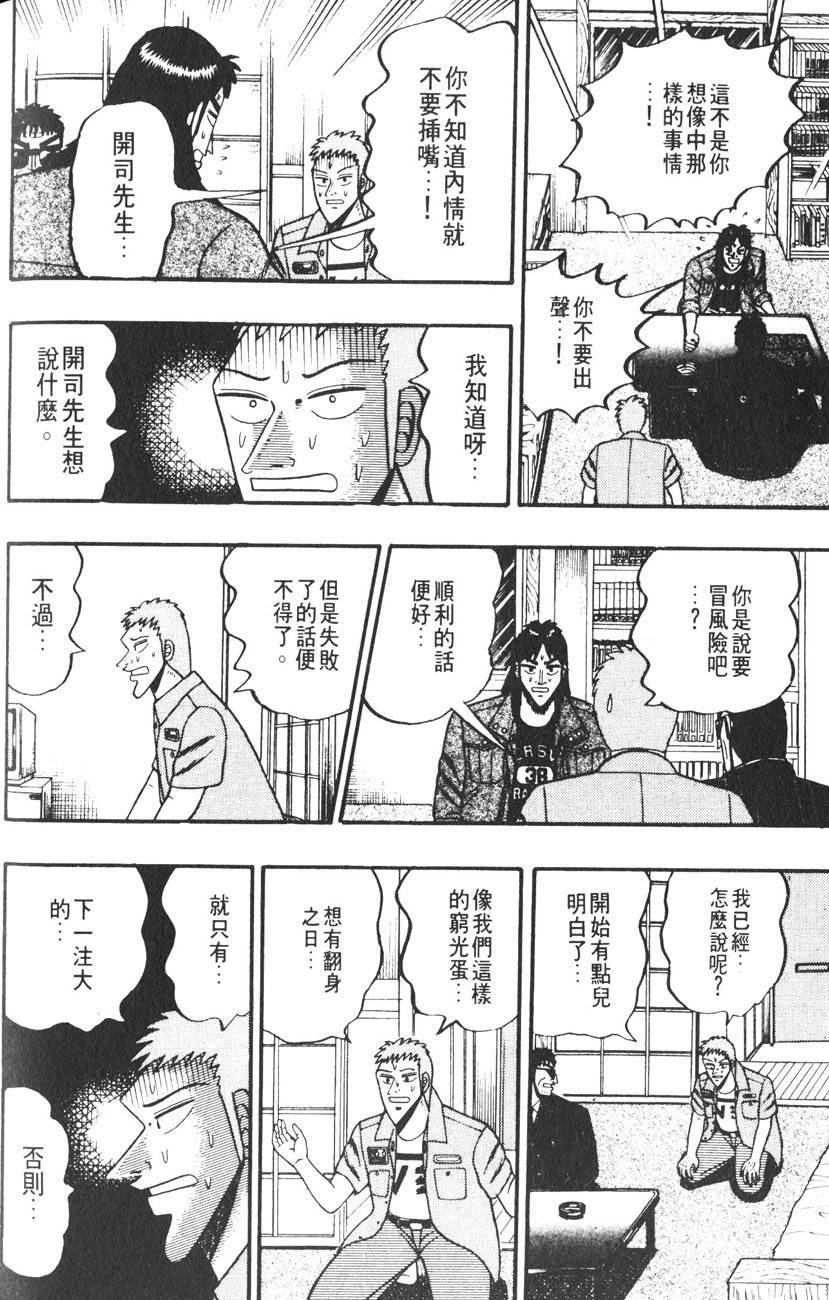 這不是你
想像中那
樣的事情
…！
你不要出
聲…！
你不知道內情就
不要插嘴…！
開司先生…
我知道呀…
開司先生想
說什麼。
你是說要
冒風險吧
…？
RSL
38
RA
順利的話
便好…
但是失敗
了的話便
不得了。
不過…
我已經…
怎麼說呢？
開始有點兒
明白了…
像我們這樣
的窮光蛋…
想有翻身
之日…
就只有…
下一注大
的…
否則…